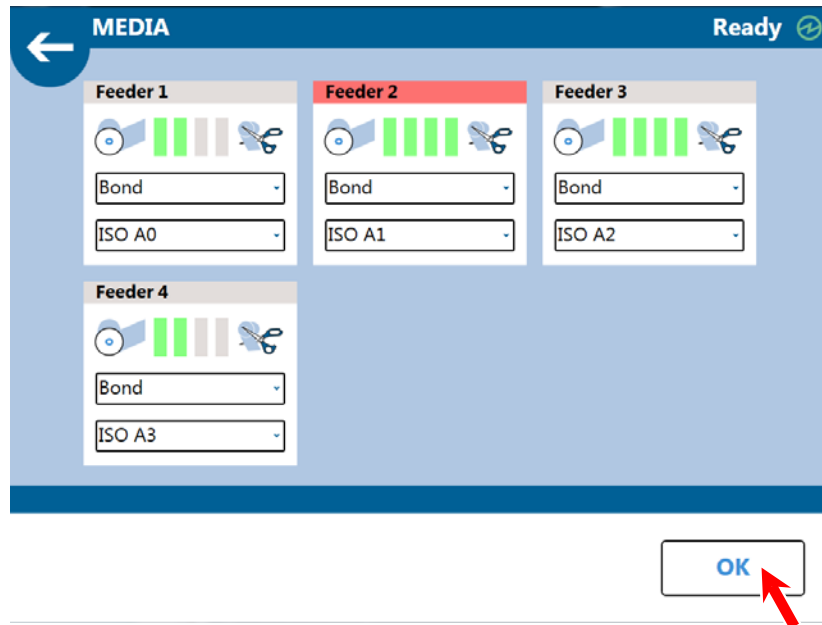 MEDIA
Ready
Feeder 1
Feeder 2
Feeder 3
Bond
Bond
Bond
ISO A0
ISO A1
ISO A2
Feeder 4
Bond
ISO A3
OK